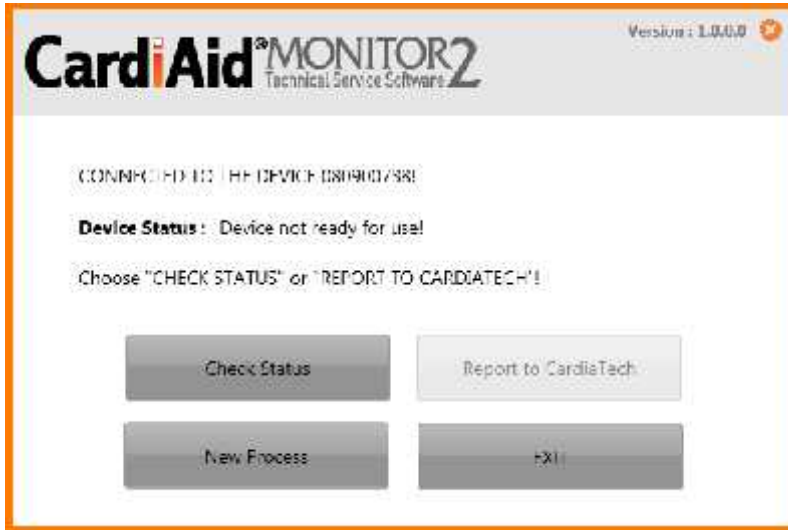 CardiAid® MONITOR2
Technical Service Software
Version : 1.0.0.0
CONNECTED TO THE DEVICE
Device Status : Device not ready for use!
Choose "CHECK STATUS" or "REPORT TO CARDIATECH"!
Check Status
Report to CardiaTech
New Process
EXIT